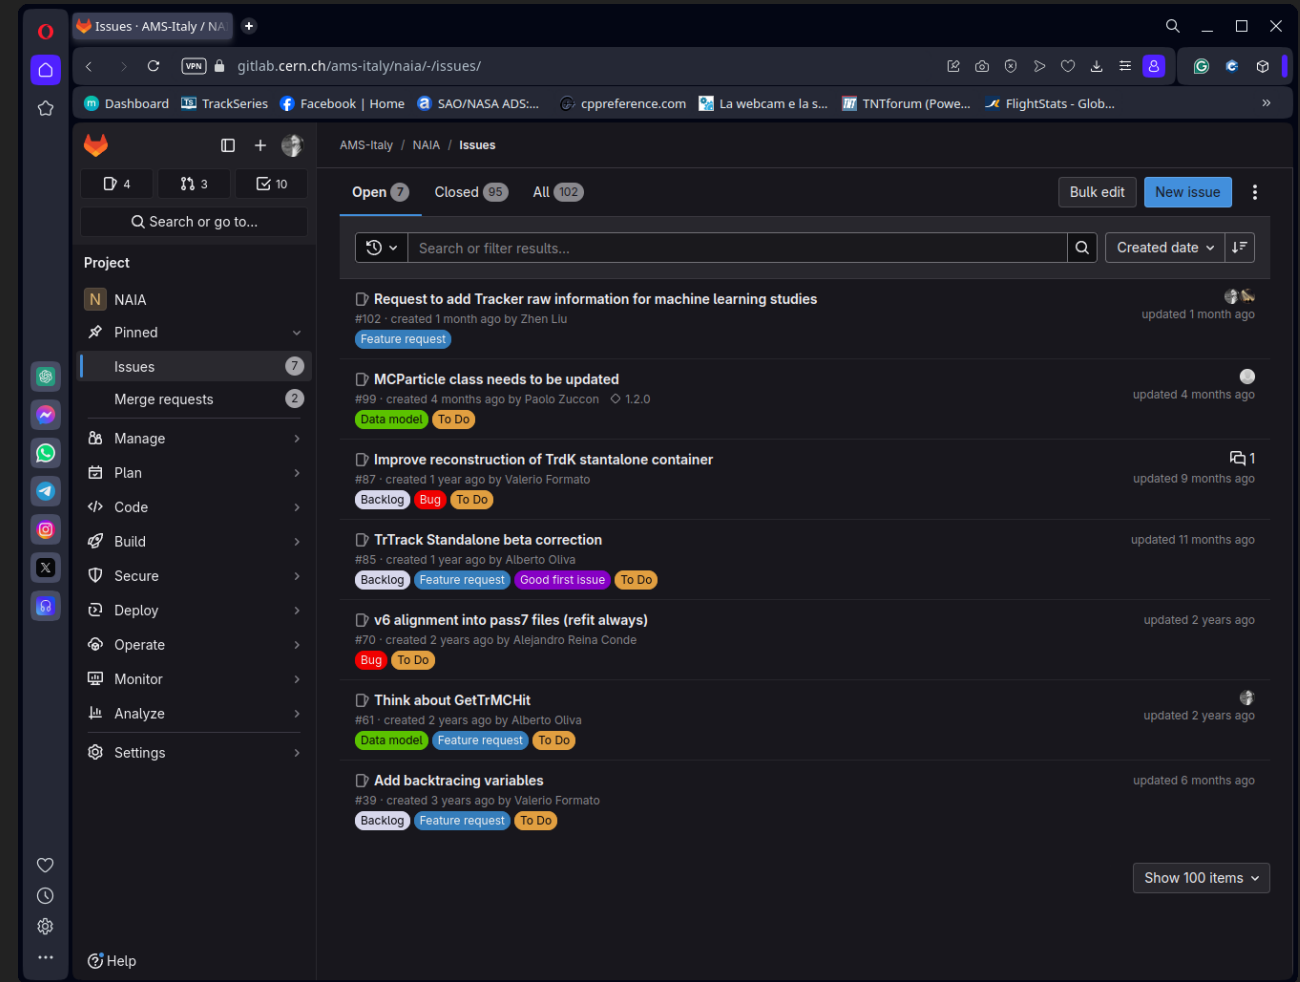 Issues · AMS-Italy / NA
VPN gitlab.cern.ch/ams-italy/naia/-/issues/
Dashboard TrackSeries Facebook | Home SAO/NASA ADS:... cppreference.com La webcam e la s... TNTforum (Powe... FlightStats - Glob...
4 3 10
Search or go to...
Project
N NAIA
Pinned
Issues 7
Merge requests 2
Manage
Plan
Code
Build
Secure
Deploy
Operate
Monitor
Analyze
Settings
Help
AMS-Italy / NAIA / Issues
Open 7 Closed 95 All 102 Bulk edit New issue
Search or filter results... Created date
Request to add Tracker raw information for machine learning studies
#102 · created 1 month ago by Zhen Liu updated 1 month ago
Feature request
MCParticle class needs to be updated
#99 · created 4 months ago by Paolo Zuccon 1.2.0 updated 4 months ago
Data model To Do
Improve reconstruction of TrdK stantalone container 1
#87 · created 1 year ago by Valerio Formato updated 9 months ago
Backlog Bug To Do
TrTrack Standalone beta correction updated 11 months ago
#85 · created 1 year ago by Alberto Oliva
Backlog Feature request Good first issue To Do
v6 alignment into pass7 files (refit always) updated 2 years ago
#70 · created 2 years ago by Alejandro Reina Conde
Bug To Do
Think about GetTrMCHit
#61 · created 2 years ago by Alberto Oliva updated 2 years ago
Data model Feature request To Do
Add backtracing variables updated 6 months ago
#39 · created 3 years ago by Valerio Formato
Backlog Feature request To Do
Show 100 items